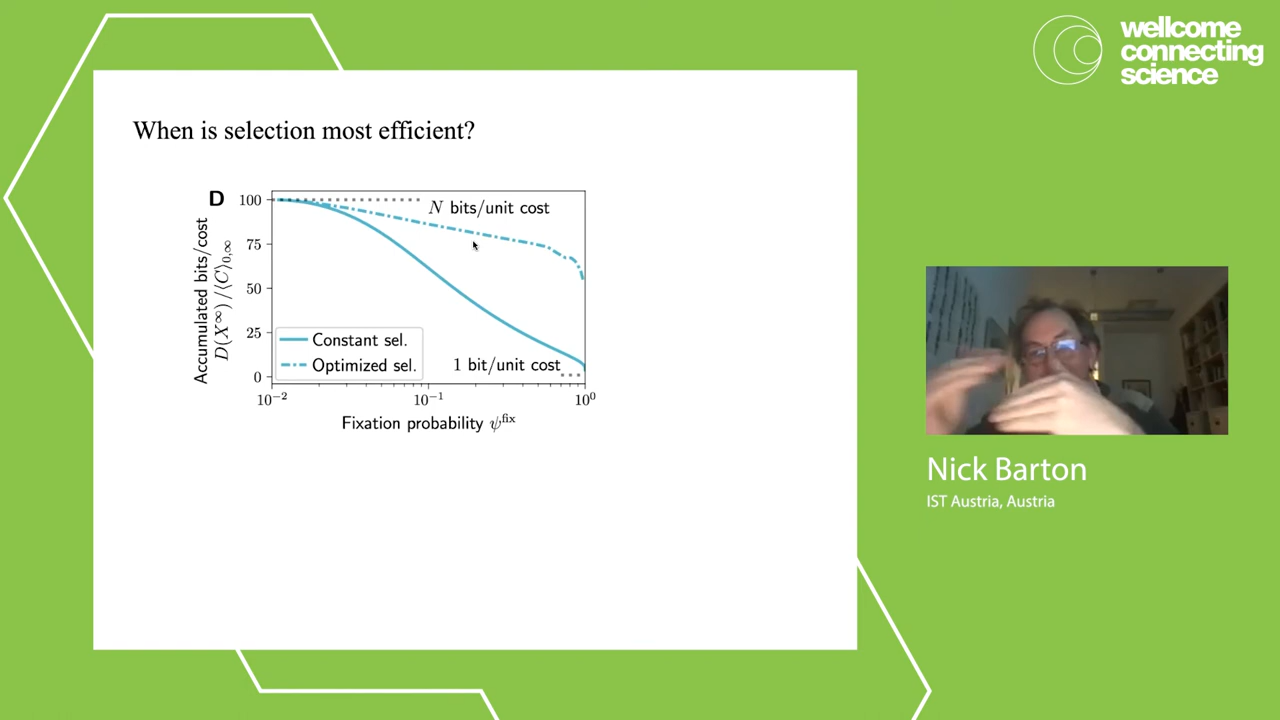 wellcome
connecting
science
When is selection most efficient?
D
Accumulated bits/cost
D(X^∞) / ⟨C⟩_{0,∞}
100
75
50
25
0
N bits/unit cost
Constant sel.
Optimized sel.
1 bit/unit cost
10^{-2}
10^{-1}
10^{0}
Fixation probability ψ^{fix}
Nick Barton
IST Austria, Austria